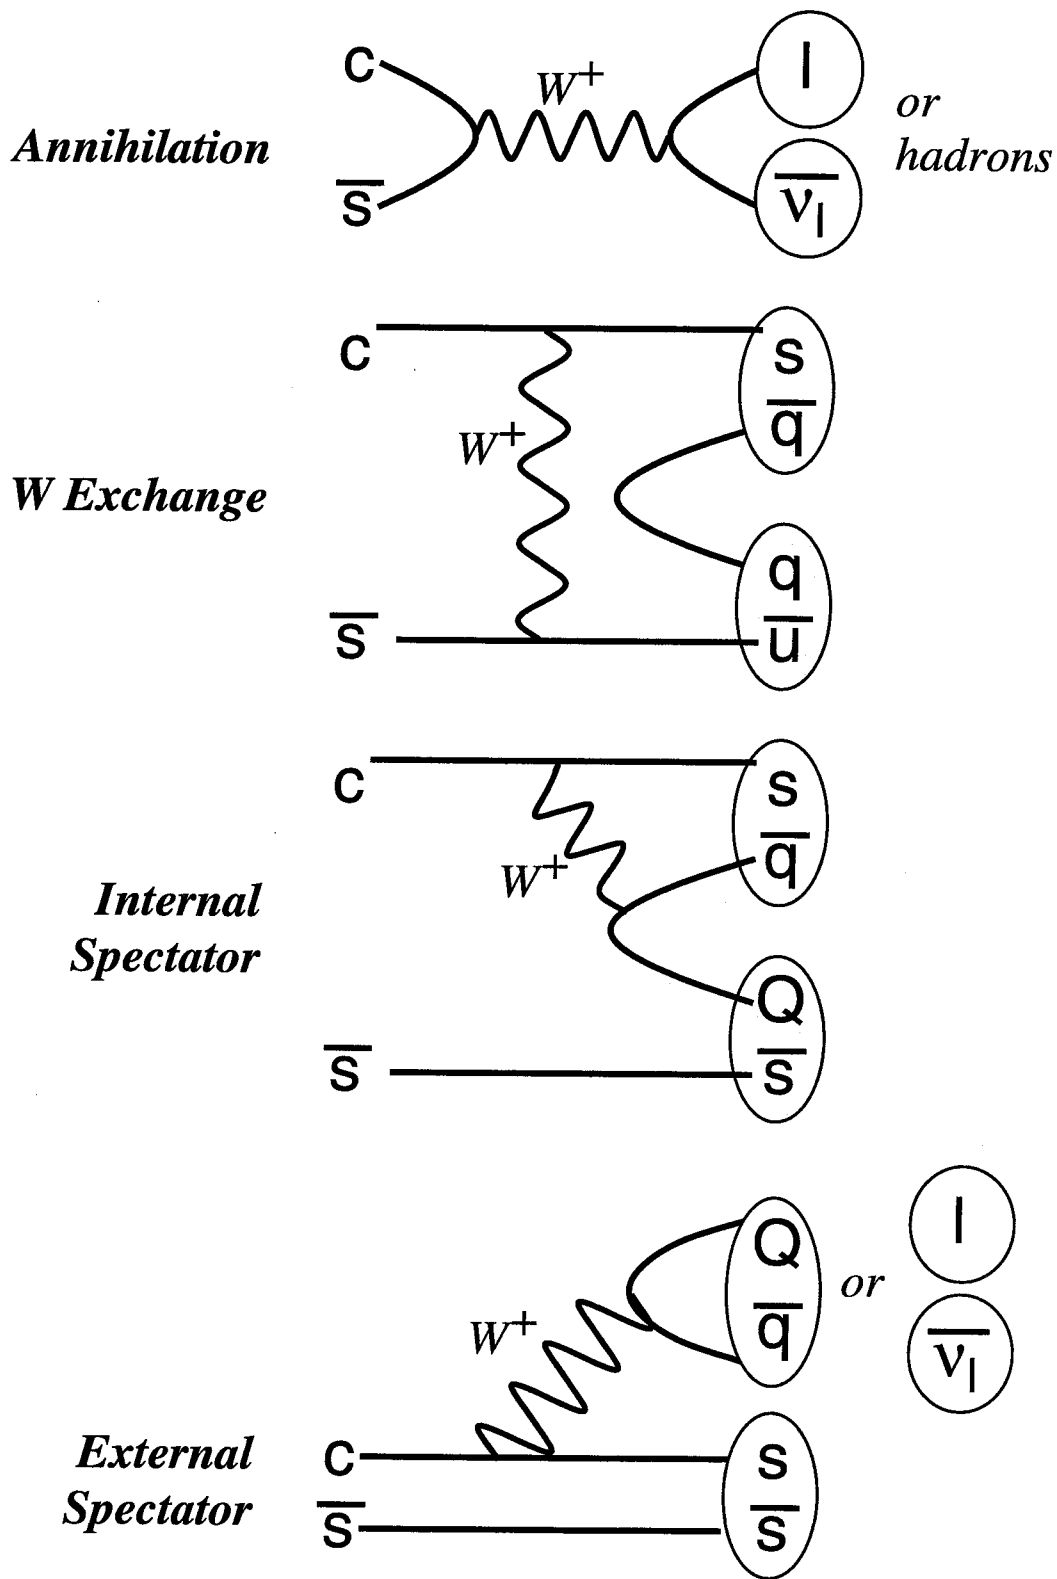 c
W⁺
l
or
hadrons
Annihilation
s̅
ν̅ₗ
c
s
q̅
W⁺
W Exchange
q
s̅
u̅
c
s
q̅
W⁺
Internal
Spectator
Q
s̅
s̅
Q
q̅
or
l
ν̅ₗ
W⁺
External
Spectator
c
s̅
s
s̅